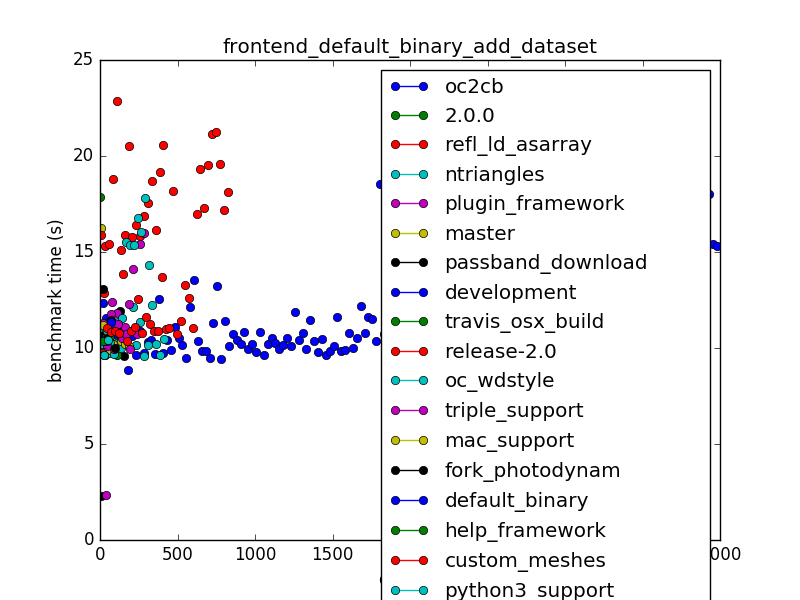 frontend_default_binary_add_dataset
benchmark time (s)
25
20
15
10
5
0
0
500
1000
1500
000
oc2cb
2.0.0
refl_ld_asarray
ntriangles
plugin_framework
master
passband_download
development
travis_osx_build
release-2.0
oc_wdstyle
triple_support
mac_support
fork_photodynam
default_binary
help_framework
custom_meshes
python3_support